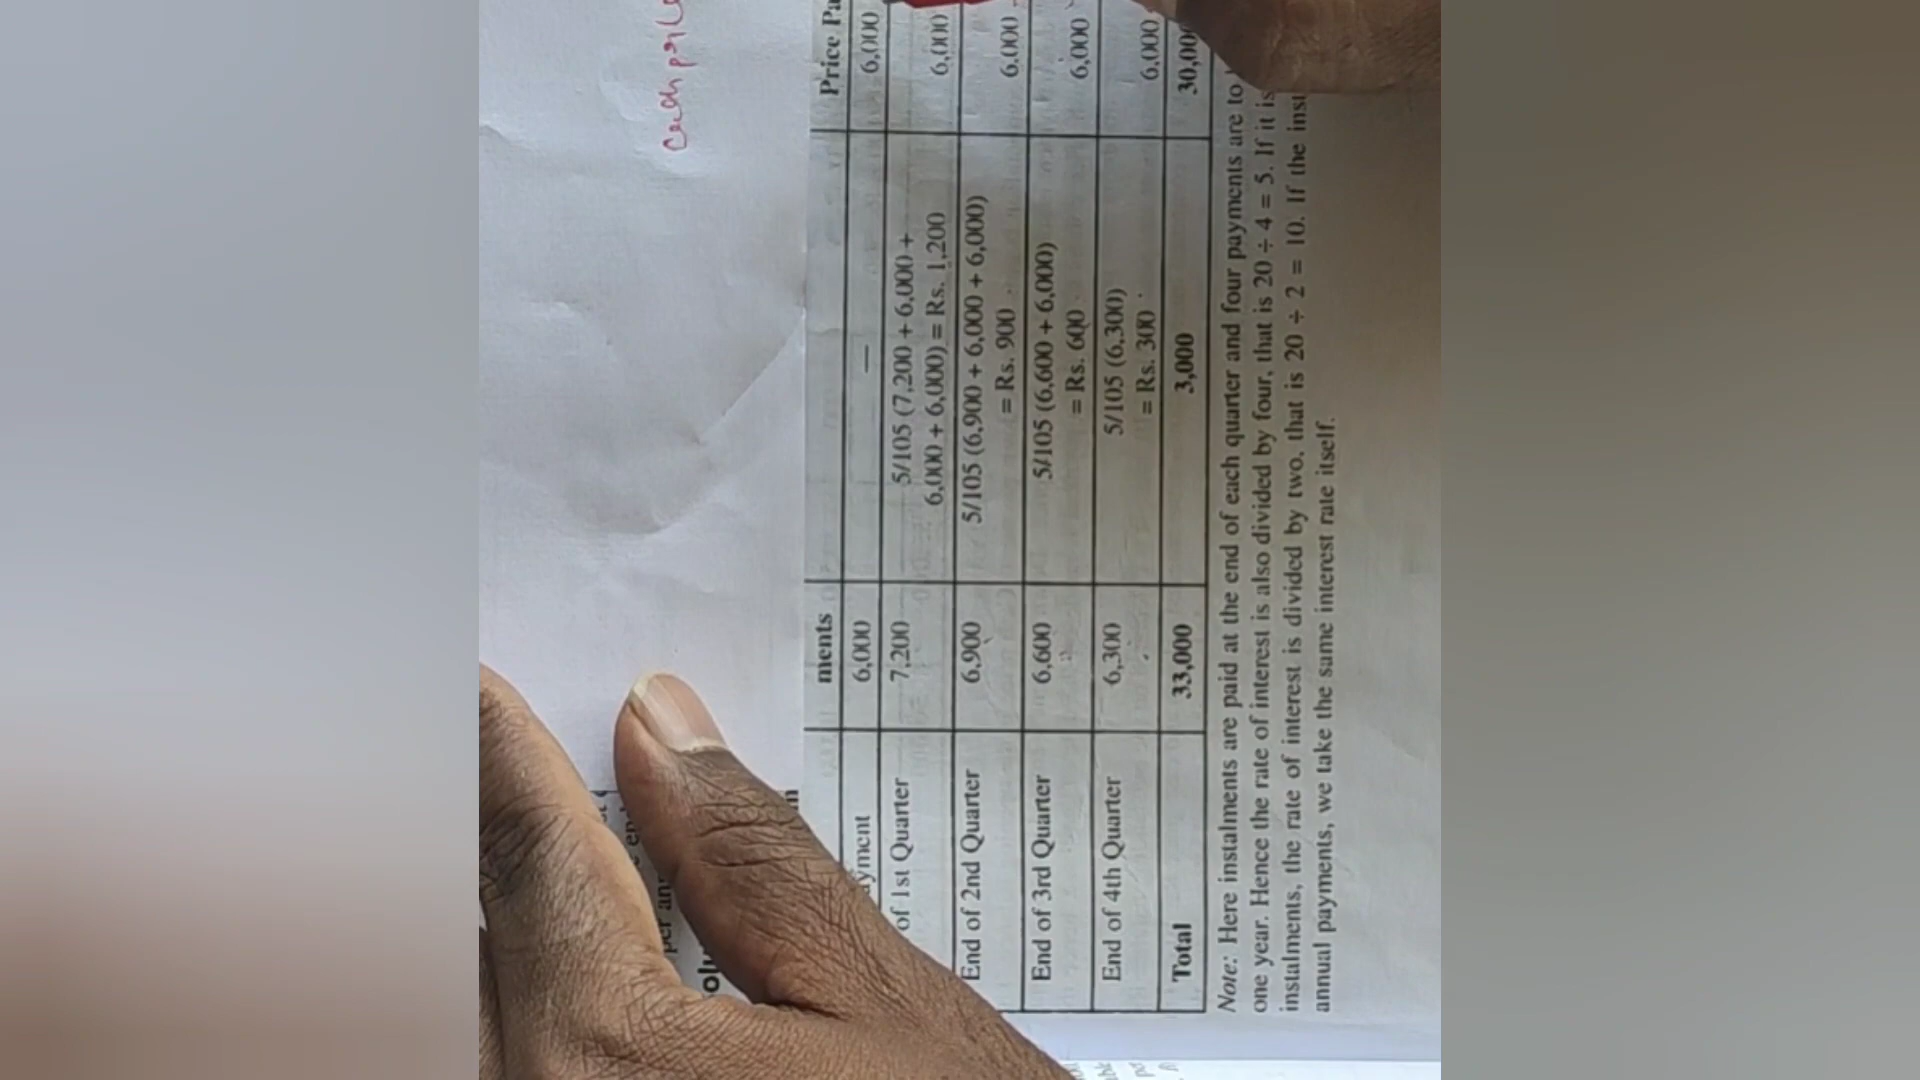 cash price
per
ments Price Pa
6,000 — 6,000
of 1st Quarter 7,200 5/105 (7,200 + 6,000 +
6,000 + 6,000) = Rs. 1,200 6,000
End of 2nd Quarter 6,900 5/105 (6,900 + 6,000 + 6,000)
= Rs. 900 6,000
End of 3rd Quarter 6,600 5/105 (6,600 + 6,000)
= Rs. 600 6,000
End of 4th Quarter 6,300 5/105 (6,300)
= Rs. 300 6,000
Total 33,000 3,000 30,00
Note: Here instalments are paid at the end of each quarter and four payments are to
one year. Hence the rate of interest is also divided by four, that is 20 ÷ 4 = 5. If it is
instalments, the rate of interest is divided by two, that is 20 ÷ 2 = 10. If the inst
annual payments, we take the same interest rate itself.